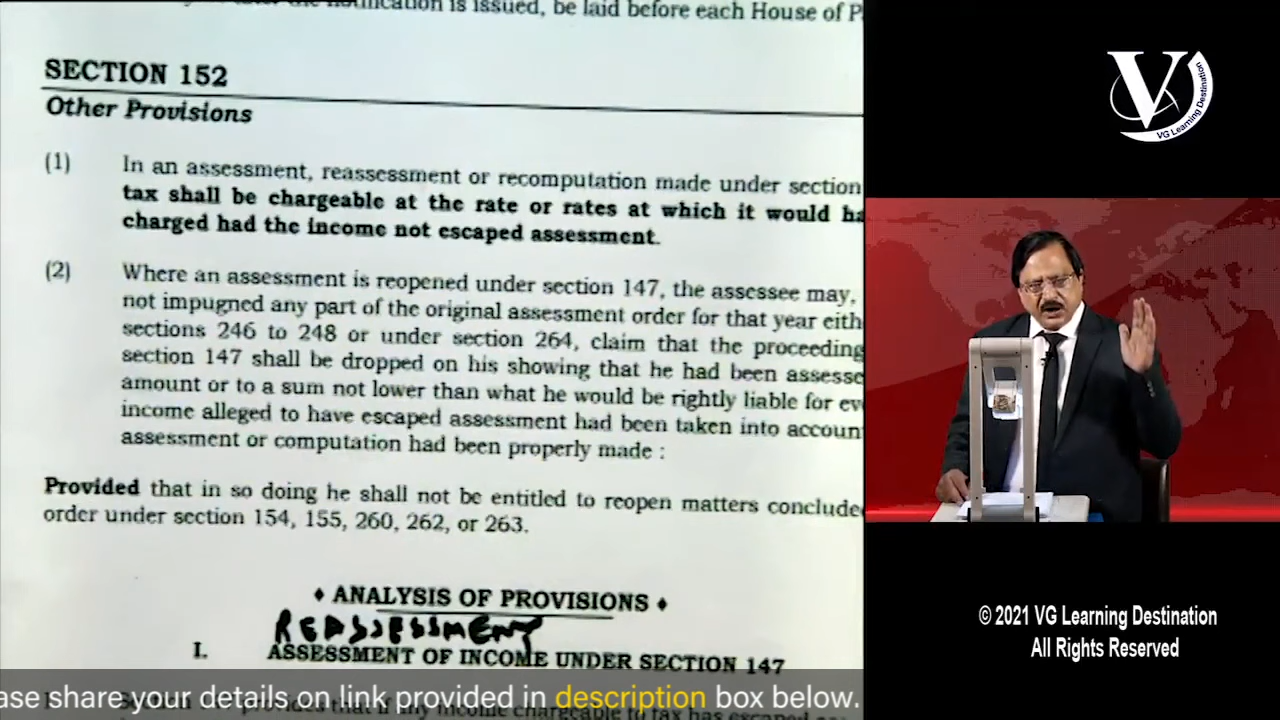 notification is issued, be laid before each House of P
SECTION 152
Other Provisions
(1) In an assessment, reassessment or recomputation made under section
tax shall be chargeable at the rate or rates at which it would ha
charged had the income not escaped assessment.
(2) Where an assessment is reopened under section 147, the assessee may,
not impugned any part of the original assessment order for that year eith
sections 246 to 248 or under section 264, claim that the proceeding
section 147 shall be dropped on his showing that he had been assesse
amount or to a sum not lower than what he would be rightly liable for ev
income alleged to have escaped assessment had been taken into accoun
assessment or computation had been properly made :
Provided that in so doing he shall not be entitled to reopen matters conclude
order under section 154, 155, 260, 262, or 263.
♦ ANALYSIS OF PROVISIONS ♦
REASSESSMENT
I. ASSESSMENT OF INCOME UNDER SECTION 147
ase share your details on link provided in description box below.
V
VG Learning Destination
© 2021 VG Learning Destination
All Rights Reserved